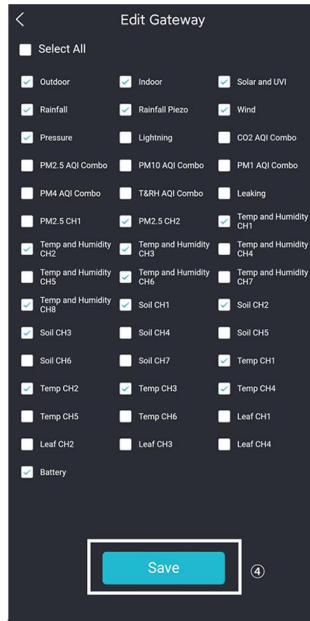 Edit Gateway
Select All
Outdoor Indoor Solar and UVI
Rainfall Rainfall Piezo Wind
Pressure Lightning CO2 AQI Combo
PM2.5 AQI Combo PM10 AQI Combo PM1 AQI Combo
PM4 AQI Combo T&RH AQI Combo Leaking
PM2.5 CH1 PM2.5 CH2 Temp and Humidity
CH1
Temp and Humidity Temp and Humidity Temp and Humidity
CH2 CH3 CH4
Temp and Humidity Temp and Humidity Temp and Humidity
CH5 CH6 CH7
Temp and Humidity Soil CH1 Soil CH2
CH8
Soil CH3 Soil CH4 Soil CH5
Soil CH6 Soil CH7 Temp CH1
Temp CH2 Temp CH3 Temp CH4
Temp CH5 Temp CH6 Leaf CH1
Leaf CH2 Leaf CH3 Leaf CH4
Battery
Save ④